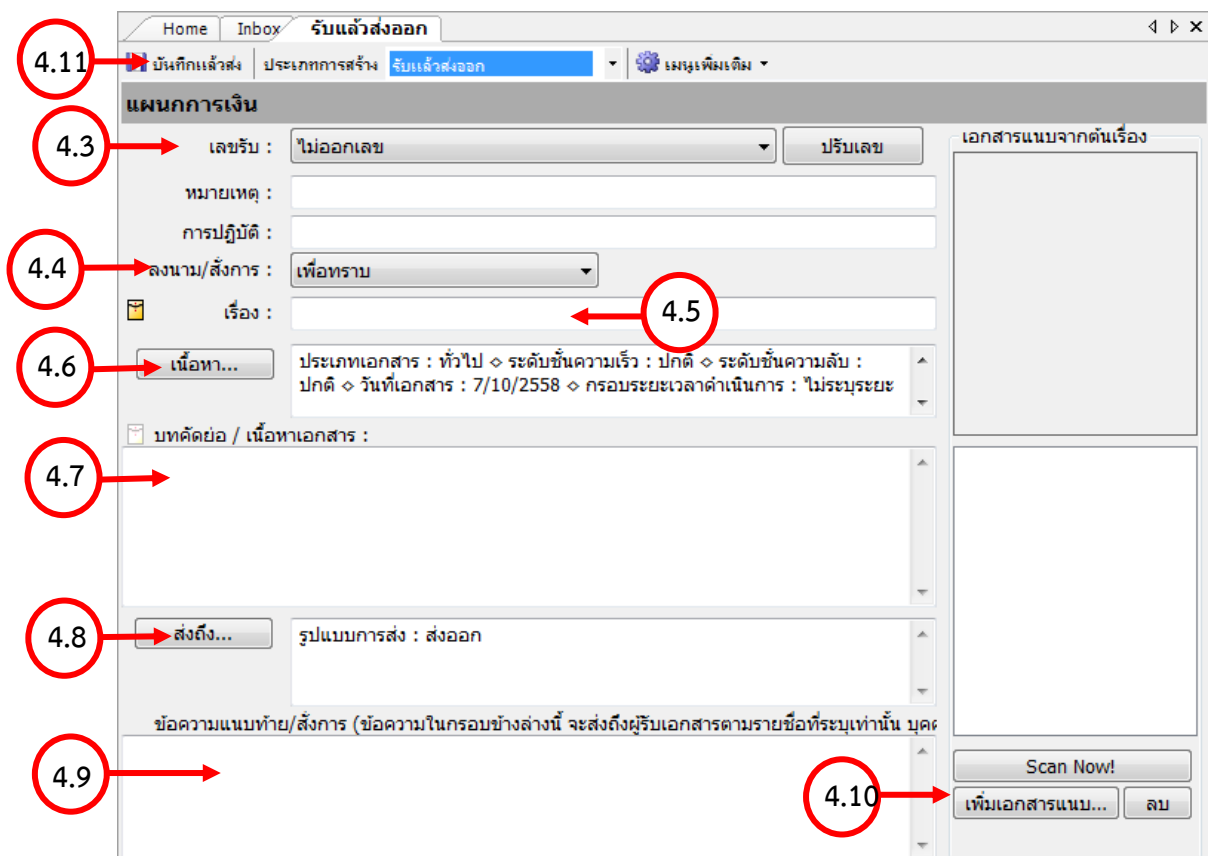 Home Inbox รับแล้วส่งออก
4.11 บันทึกแล้วส่ง ประเภทการสร้าง รับแล้วส่งออก เมนูเพิ่มเติม
แผนกการเงิน
4.3 เลขรับ : ไม่ออกเลข ปรับเลข
หมายเหตุ :
การปฏิบัติ :
4.4 ลงนาม/สั่งการ : เพื่อทราบ
เรื่อง : 4.5
4.6 เนื้อหา... ประเภทเอกสาร : ทั่วไป ◇ ระดับชั้นความเร็ว : ปกติ ◇ ระดับชั้นความลับ :
ปกติ ◇ วันที่เอกสาร : 7/10/2558 ◇ กรอบระยะเวลาดำเนินการ : ไม่ระบุระยะ
บทคัดย่อ / เนื้อหาเอกสาร :
4.7
4.8 ส่งถึง... รูปแบบการส่ง : ส่งออก
ข้อความแนบท้าย/สั่งการ (ข้อความในกรอบข้างล่างนี้ จะส่งถึงผู้รับเอกสารตามรายชื่อที่ระบุเท่านั้น บุคค
4.9
เอกสารแนบจากต้นเรื่อง
Scan Now!
4.10 เพิ่มเอกสารแนบ... ลบ